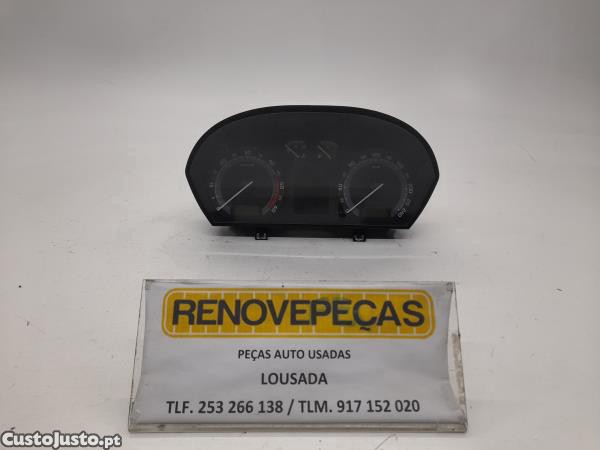 RENOVEPEÇAS
PEÇAS AUTO USADAS
LOUSADA
TLF. 253 266 138 / TLM. 917 152 020
CustoJusto.pt